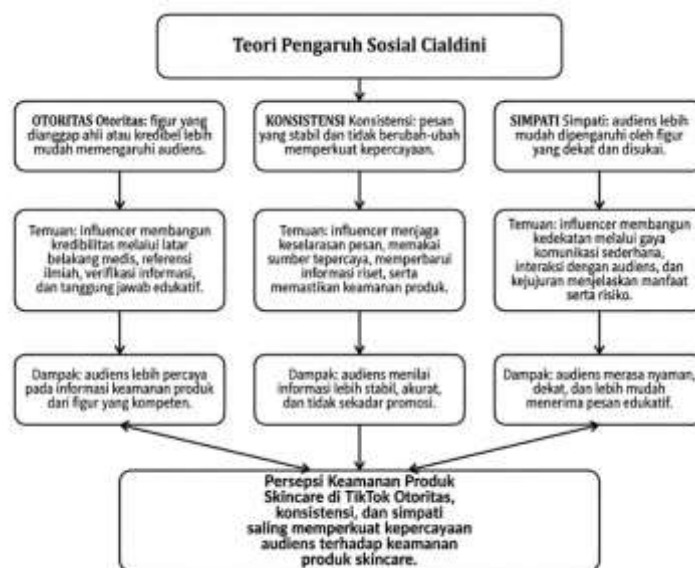 Teori Pengaruh Sosial Cialdini
OTORITAS Otoritas: figur yang
dianggap ahli atau kredibel lebih
mudah memengaruhi audiens.
KONSISTENSI Konsistensi: pesan
yang stabil dan tidak berubah-ubah
memperkuat kepercayaan.
SIMPATI Simpati: audiens lebih
mudah dipengaruhi oleh figur
yang dekat dan disukai.
Temuan: influencer membangun
kredibilitas melalui latar
belakang medis, referensi
ilmiah, verifikasi informasi,
dan tanggung jawab edukatif.
Temuan: influencer menjaga
keselarasan pesan, memakai
sumber tepercaya, memperbarui
informasi riset, serta
memastikan keamanan produk.
Temuan: influencer membangun
kedekatan melalui gaya
komunikasi sederhana,
interaksi dengan audiens, dan
kejujuran menjelaskan manfaat
serta risiko.
Dampak: audiens lebih percaya
pada informasi keamanan produk
dari figur yang kompeten.
Dampak: audiens menilai
informasi lebih stabil, akurat,
dan tidak sekadar promosi.
Dampak: audiens merasa nyaman,
dekat, dan lebih mudah
menerima pesan edukatif.
Persepsi Keamanan Produk
Skincare di TikTok Otoritas,
konsistensi, dan simpati
saling memperkuat kepercayaan
audiens terhadap keamanan
produk skincare.